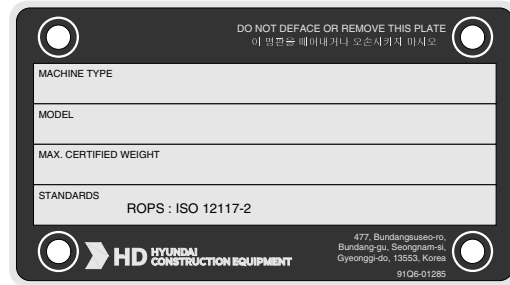 DO NOT DEFACE OR REMOVE THIS PLATE
이 명판을 떼어내거나 오손시키지 마시오
MACHINE TYPE
MODEL
MAX. CERTIFIED WEIGHT
STANDARDS
ROPS : ISO 12117-2
HD HYUNDAI
CONSTRUCTION EQUIPMENT
477, Bundangsuseo-ro,
Bundang-gu, Seongnam-si,
Gyeonggi-do, 13553, Korea
91Q6-01285